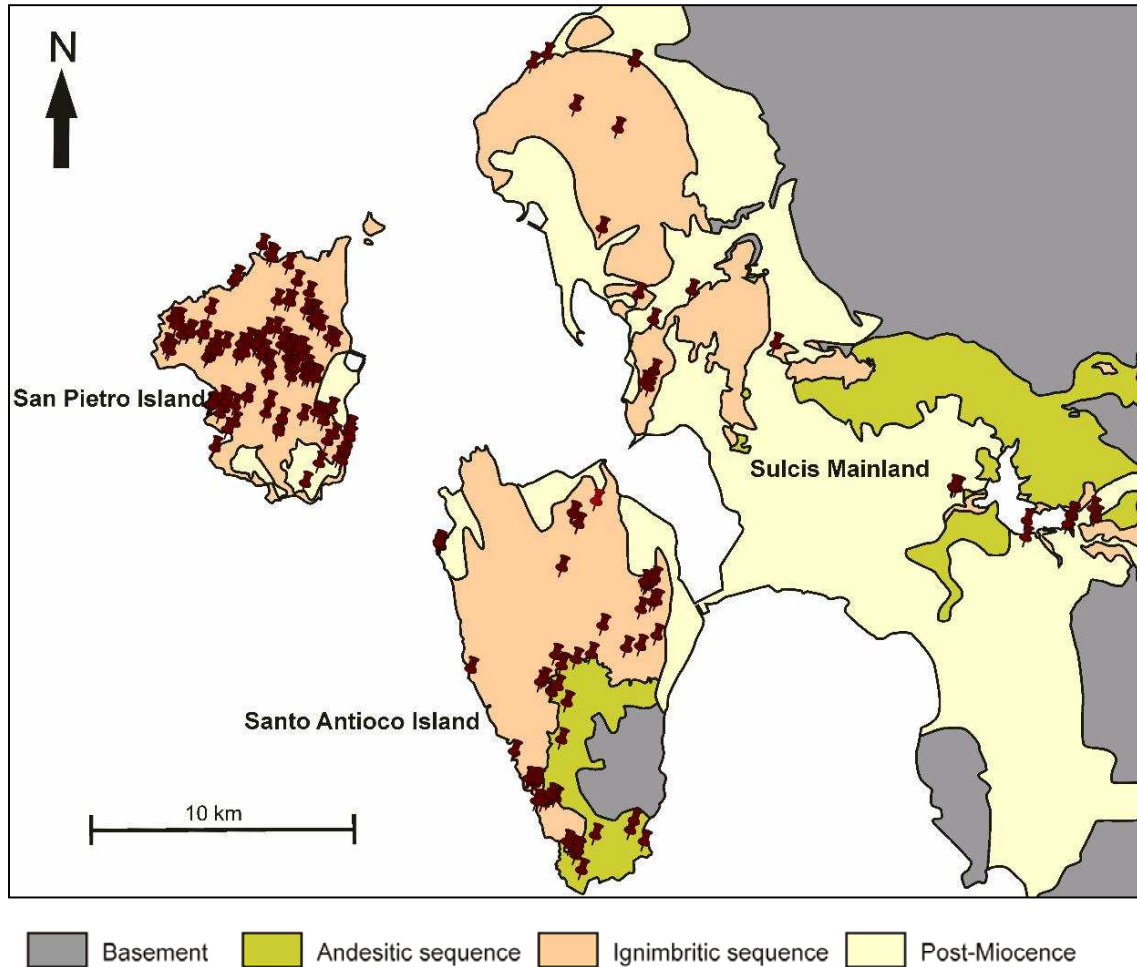 N
San Pietro Island
Sulcis Mainland
Santo Antioco Island
10 km
Basement
Andesitic sequence
Ignimbritic sequence
Post-Miocence